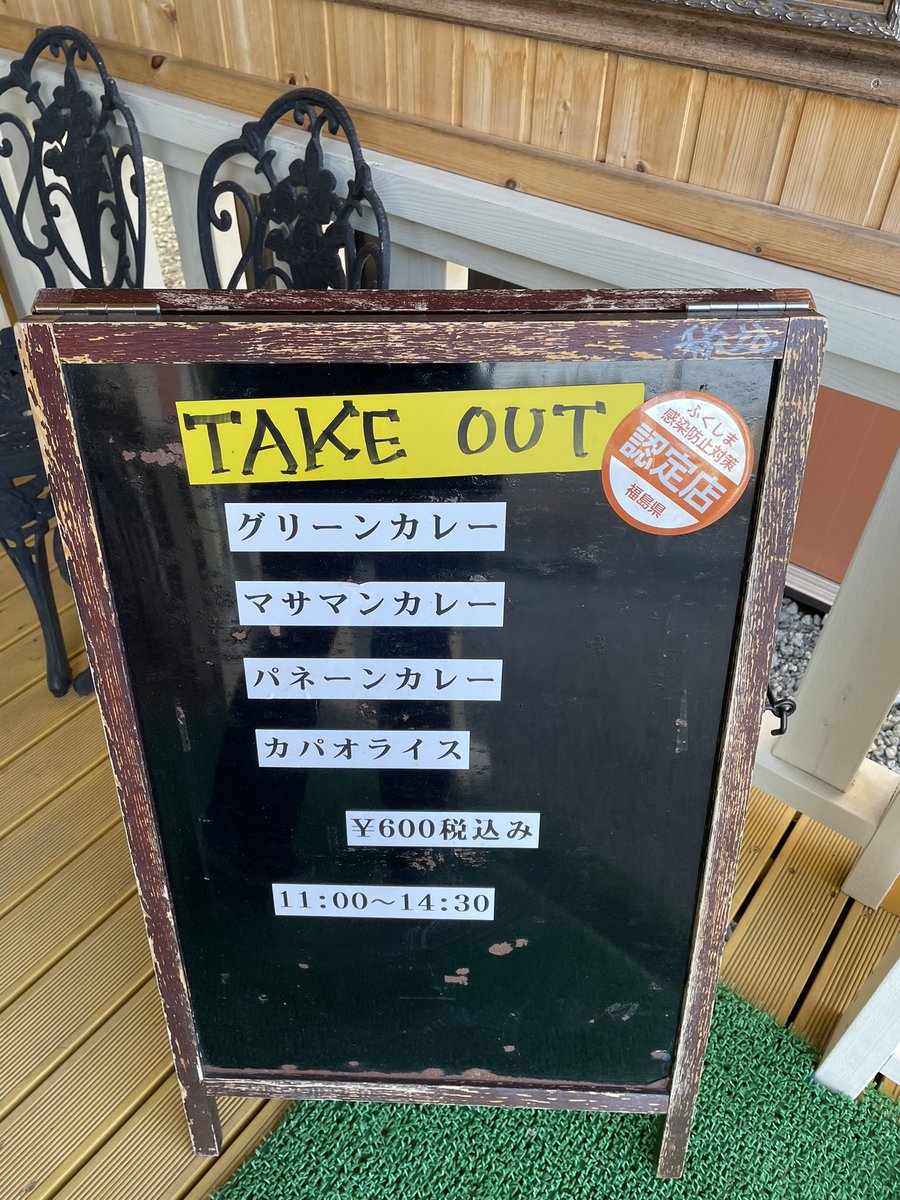 TAKE OUT
ふくしま
感染防止対策
認定店
福島県
グリーンカレー
マサマンカレー
パネーンカレー
カパオライス
¥600税込み
11:00～14:30